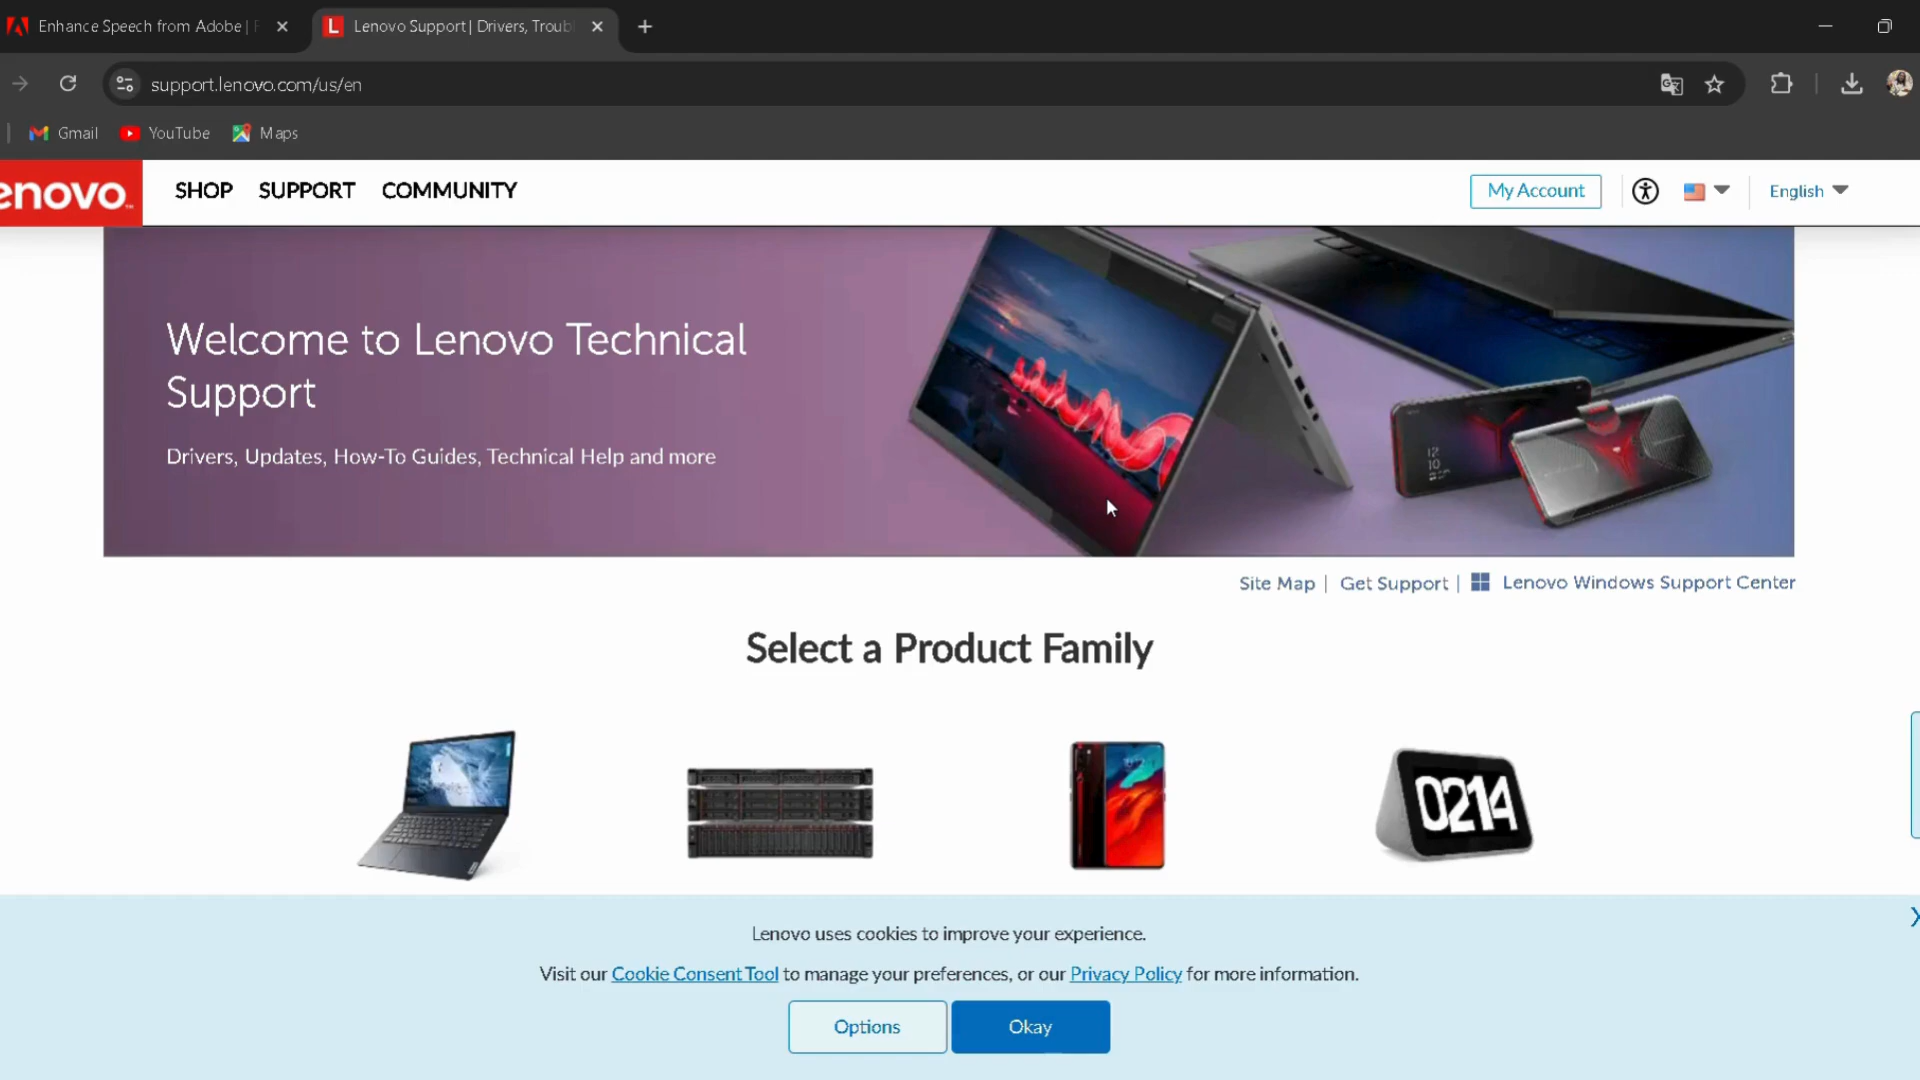 Enhance Speech from Adobe |
Lenovo Support | Drivers, Troub
support.lenovo.com/us/en
Gmail
YouTube
Maps
enovo
SHOP
SUPPORT
COMMUNITY
My Account
English
Welcome to Lenovo Technical
Support
Drivers, Updates, How-To Guides, Technical Help and more
12
10
Site Map | Get Support | Lenovo Windows Support Center
Select a Product Family
0214
Lenovo uses cookies to improve your experience.
Visit our Cookie Consent Tool to manage your preferences, or our Privacy Policy for more information.
Options
Okay